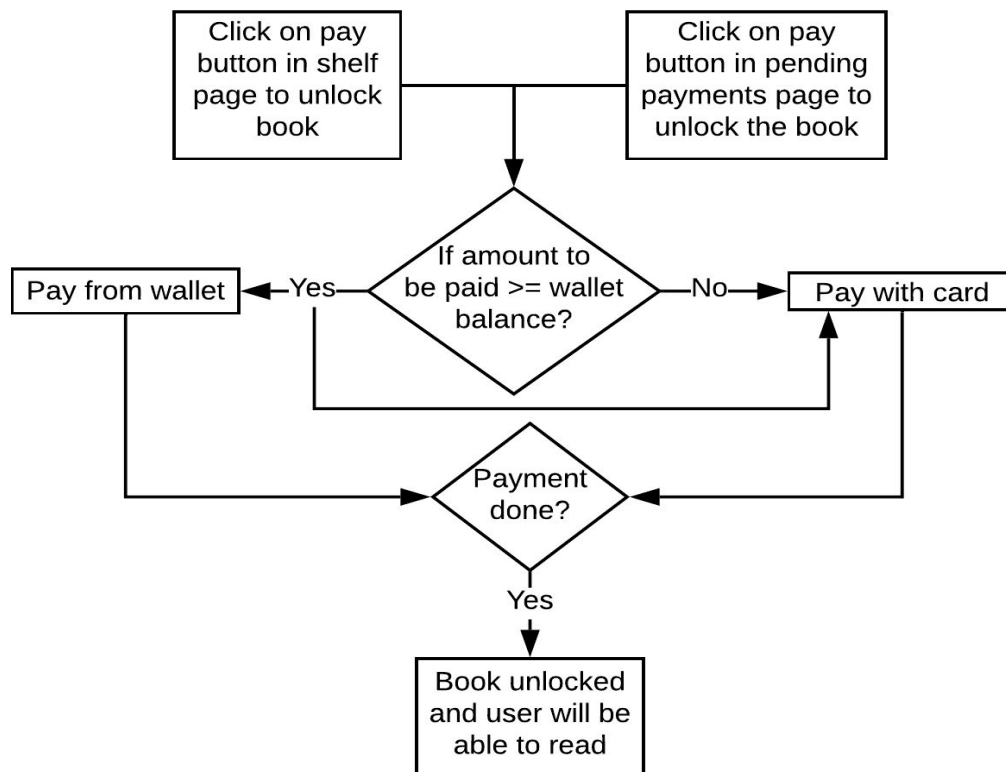 Click on pay
button in shelf
page to unlock
book
Click on pay
button in pending
payments page to
unlock the book
If amount to
be paid >= wallet
balance?
Yes
No
Pay from wallet
Pay with card
Payment
done?
Yes
Book unlocked
and user will be
able to read